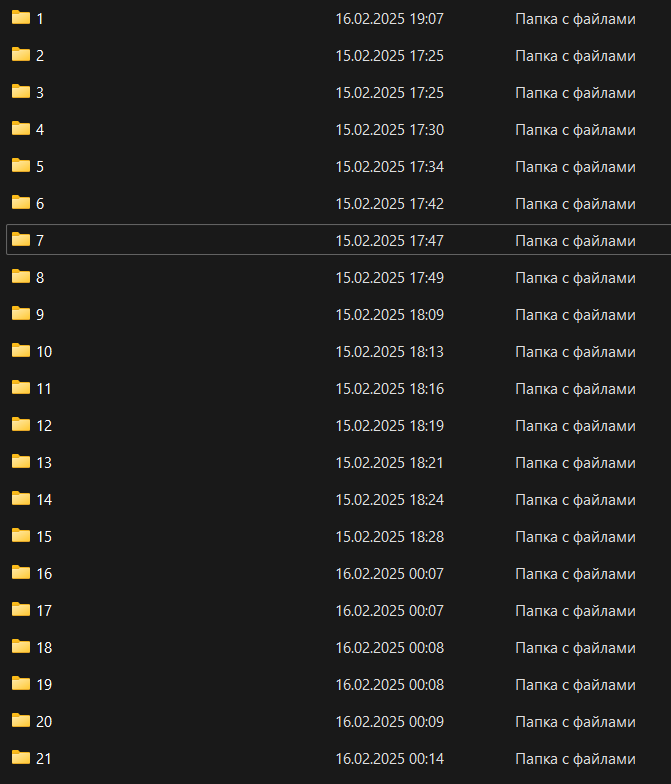 1 16.02.2025 19:07 Папка с файлами
2 15.02.2025 17:25 Папка с файлами
3 15.02.2025 17:25 Папка с файлами
4 15.02.2025 17:30 Папка с файлами
5 15.02.2025 17:34 Папка с файлами
6 15.02.2025 17:42 Папка с файлами
7 15.02.2025 17:47 Папка с файлами
8 15.02.2025 17:49 Папка с файлами
9 15.02.2025 18:09 Папка с файлами
10 15.02.2025 18:13 Папка с файлами
11 15.02.2025 18:16 Папка с файлами
12 15.02.2025 18:19 Папка с файлами
13 15.02.2025 18:21 Папка с файлами
14 15.02.2025 18:24 Папка с файлами
15 15.02.2025 18:28 Папка с файлами
16 16.02.2025 00:07 Папка с файлами
17 16.02.2025 00:07 Папка с файлами
18 16.02.2025 00:08 Папка с файлами
19 16.02.2025 00:08 Папка с файлами
20 16.02.2025 00:09 Папка с файлами
21 16.02.2025 00:14 Папка с файлами